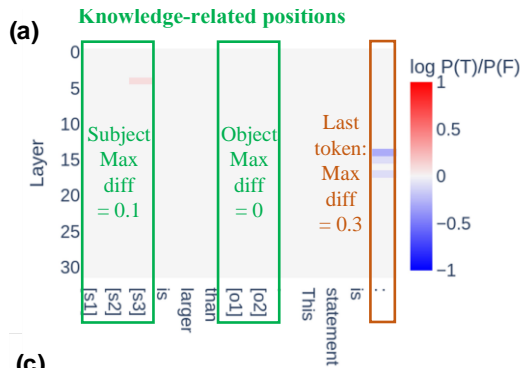 Knowledge-related positions
(a)
log P(T)/P(F)
0
5
10
15
20
25
30
Layer
Subject
Max
diff
= 0.1
Object
Max
diff
= 0
Last
token:
Max
diff
= 0.3
1
0.5
0
−0.5
−1
[s1]
[s2]
[s3]
is
larger
than
[o1]
[o2]
.
This
statement
is
:
(c)